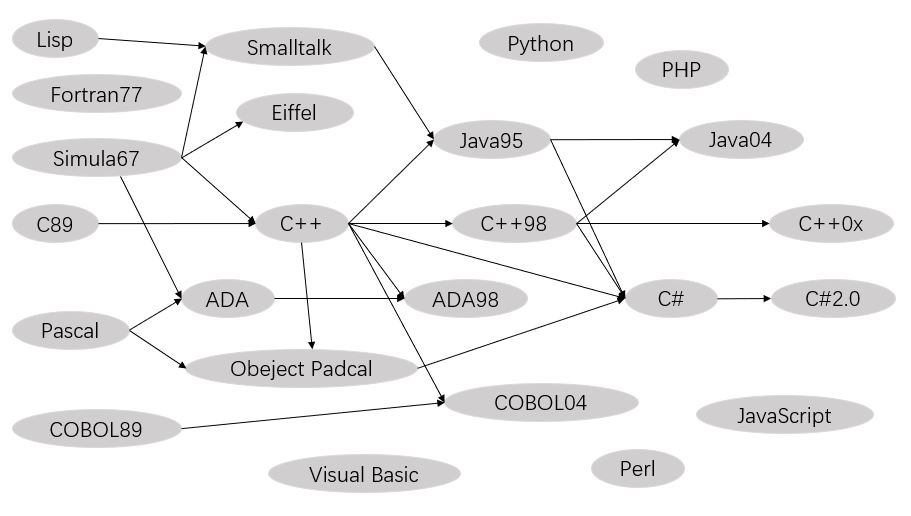 Lisp
Smalltalk
Python
PHP
Fortran77
Eiffel
Java95
Java04
Simula67
C89
C++
C++98
C++0x
ADA
ADA98
C#
C#2.0
Pascal
Obeject Padcal
COBOL04
JavaScript
COBOL89
Visual Basic
Perl